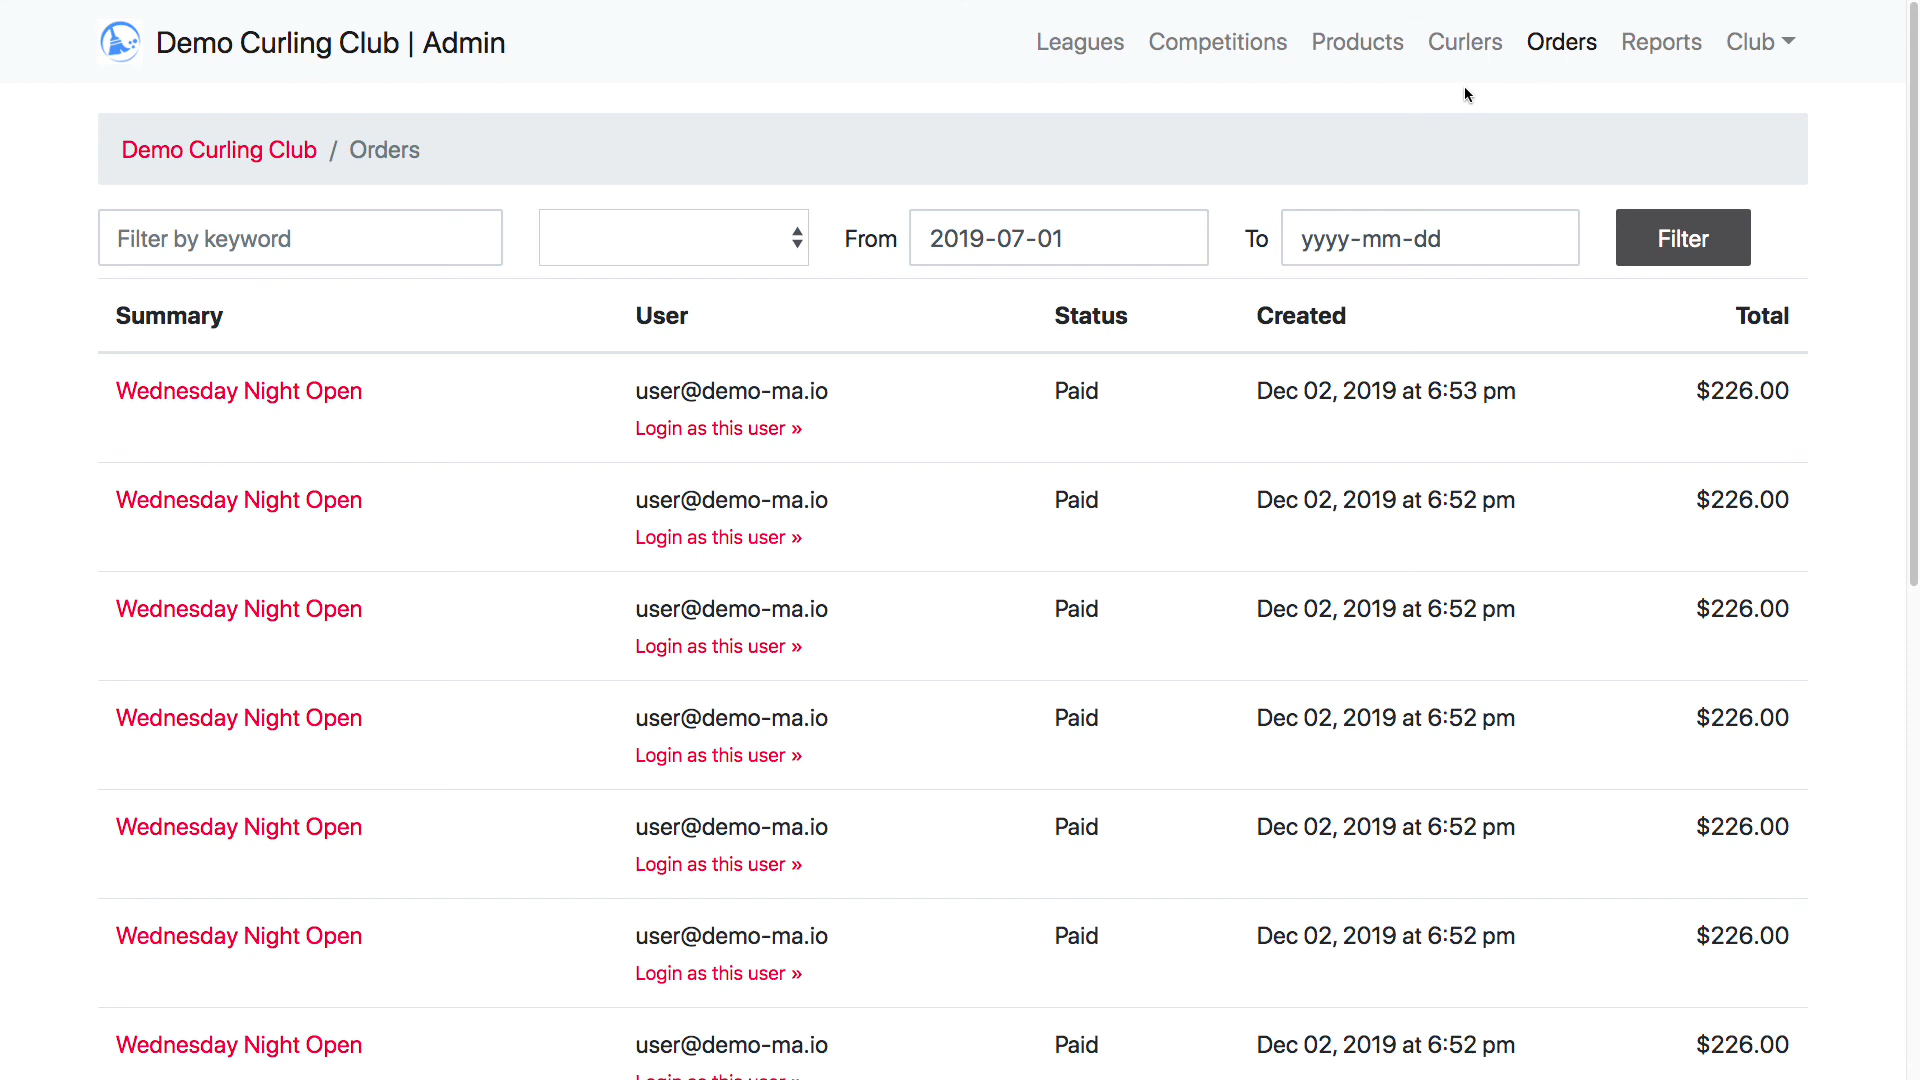 Demo Curling Club | Admin
Leagues Competitions Products Curlers Orders Reports Club
Demo Curling Club / Orders
Filter by keyword From 2019-07-01 To yyyy-mm-dd Filter
Summary User Status Created Total
Wednesday Night Open user@demo-ma.io Paid Dec 02, 2019 at 6:53 pm $226.00
Login as this user »
Wednesday Night Open user@demo-ma.io Paid Dec 02, 2019 at 6:52 pm $226.00
Login as this user »
Wednesday Night Open user@demo-ma.io Paid Dec 02, 2019 at 6:52 pm $226.00
Login as this user »
Wednesday Night Open user@demo-ma.io Paid Dec 02, 2019 at 6:52 pm $226.00
Login as this user »
Wednesday Night Open user@demo-ma.io Paid Dec 02, 2019 at 6:52 pm $226.00
Login as this user »
Wednesday Night Open user@demo-ma.io Paid Dec 02, 2019 at 6:52 pm $226.00
Login as this user »
Wednesday Night Open user@demo-ma.io Paid Dec 02, 2019 at 6:52 pm $226.00